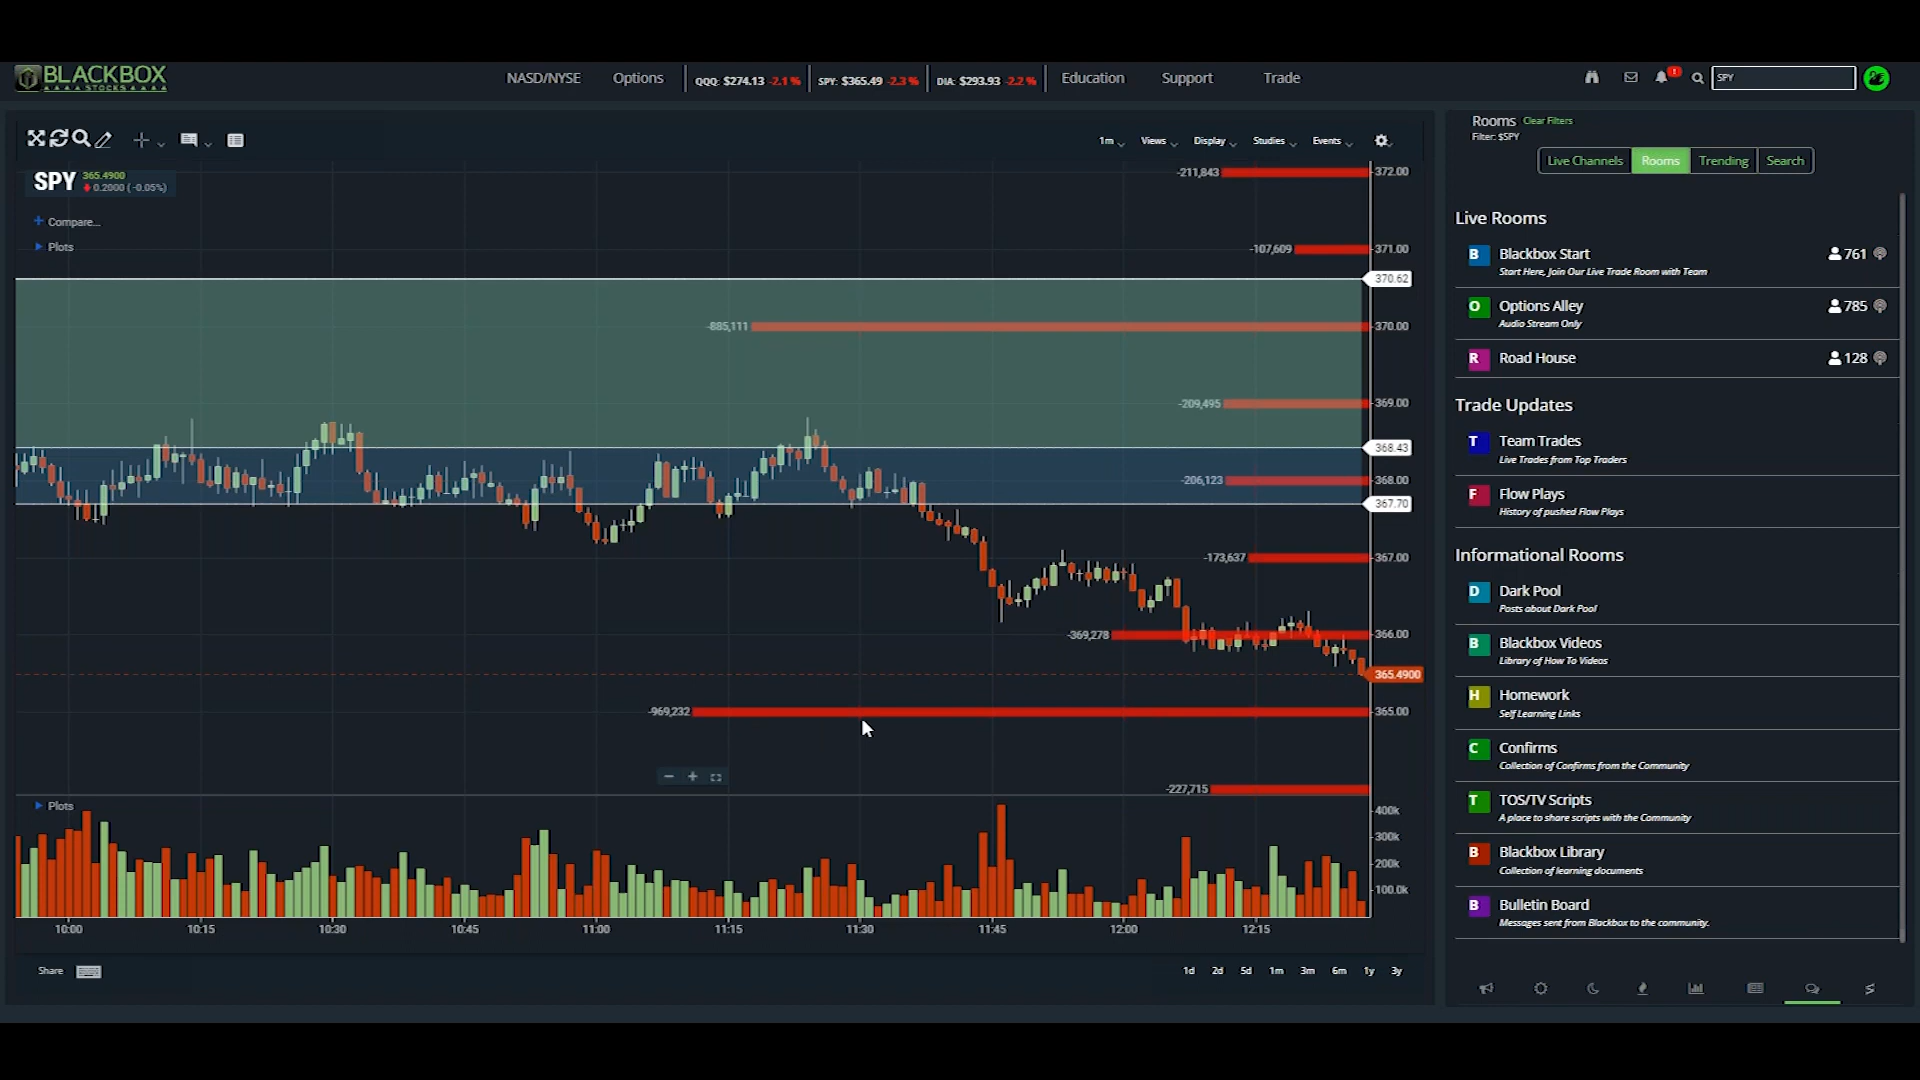 BLACKBOX
STOCKS
NASD/NYSE
Options
QQQ: $274.13 -2.1 %
SPY: $365.49 -2.3 %
DIA: $293.93 -2.2 %
Education
Support
Trade
SPY
1m
Views
Display
Studies
Events
SPY
365.4900
0.2000 (-0.05%)
Compare...
Plots
-211,843
372.00
-107,609
371.00
370.62
-885,111
370.00
-209,495
369.00
368.43
-206,123
368.00
367.70
-173,637
367.00
-369,278
366.00
365.4900
-969,232
365.00
-227,715
Plots
400k
300k
200k
100.0k
10:00
10:15
10:30
10:45
11:00
11:15
11:30
11:45
12:00
12:15
Share
1d
2d
5d
1m
3m
6m
1y
3y
Rooms Clear Filters
Filter: $SPY
Live Channels
Rooms
Trending
Search
Live Rooms
B
Blackbox Start
761
Start Here, Join Our Live Trade Room with Team
O
Options Alley
785
Audio Stream Only
R
Road House
128
Trade Updates
T
Team Trades
Live Trades from Top Traders
F
Flow Plays
History of pushed Flow Plays
Informational Rooms
D
Dark Pool
Posts about Dark Pool
B
Blackbox Videos
Library of How To Videos
H
Homework
Self Learning Links
C
Confirms
Collection of Confirms from the Community
T
TOS/TV Scripts
A place to share scripts with the Community
B
Blackbox Library
Collection of learning documents
B
Bulletin Board
Messages sent from Blackbox to the community.